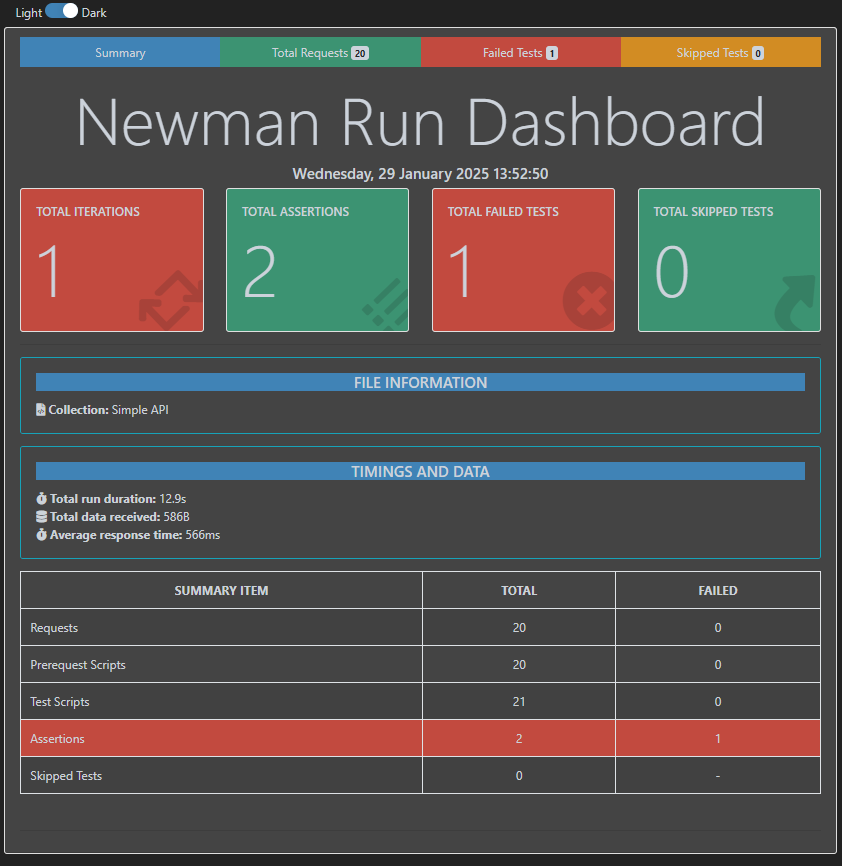 Light Dark
Summary Total Requests 20 Failed Tests 1 Skipped Tests 0
Newman Run Dashboard
Wednesday, 29 January 2025 13:52:50
TOTAL ITERATIONS TOTAL ASSERTIONS TOTAL FAILED TESTS TOTAL SKIPPED TESTS
1 2 1 0
FILE INFORMATION
Collection: Simple API
TIMINGS AND DATA
Total run duration: 12.9s
Total data received: 586B
Average response time: 566ms
SUMMARY ITEM TOTAL FAILED
Requests 20 0
Prerequest Scripts 20 0
Test Scripts 21 0
Assertions 2 1
Skipped Tests 0 -